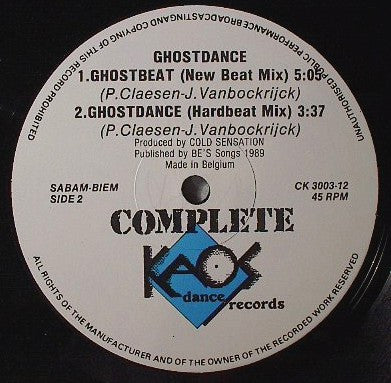 UNAUTHORISED PUBLIC PERFORMANCE BROADCASTING AND COPYING OF THIS RECORD PROHIBITED
GHOSTDANCE
1.GHOSTBEAT (New Beat Mix) 5:05
(P.Claesen-J.Vanbockrijck)
2.GHOSTDANCE (Hardbeat Mix) 3:37
(P.Claesen-J.Vanbockrijck)
Produced by COLD SENSATION
Published by BE'S Songs 1989
Made in Belgium
SABAM-BIEM
SIDE 2
CK 3003-12
45 RPM
COMPLETE
KAOS
dance
records
ALL RIGHTS OF THE MANUFACTURER AND OF THE OWNER OF THE RECORDED WORK RESERVED